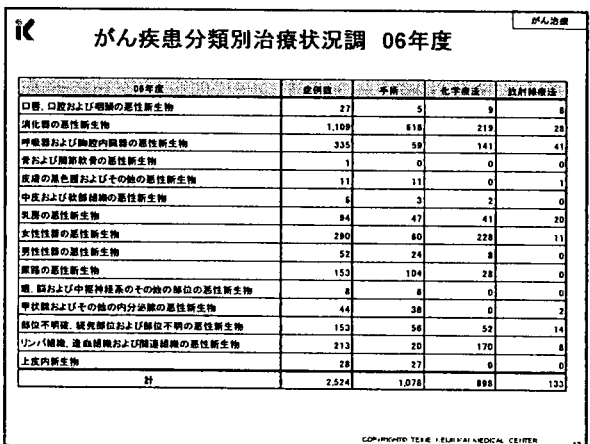 iK
がん治療
がん疾患分類別治療状況調 06年度
06年度 症例数 手術 化学療法 放射線療法
口唇、口腔および咽頭の悪性新生物 27 5 9 6
消化器の悪性新生物 1,109 618 219 28
呼吸器および胸腔内臓器の悪性新生物 335 59 141 41
骨および関節軟骨の悪性新生物 1 0 0 0
皮膚の黒色腫およびその他の悪性新生物 11 11 0 1
中皮および軟部組織の悪性新生物 6 3 2 0
乳房の悪性新生物 94 47 41 20
女性性器の悪性新生物 290 60 228 11
男性性器の悪性新生物 52 24 8 0
尿路の悪性新生物 153 104 28 0
眼、脳および中枢神経系のその他の部位の悪性新生物 8 6 0 0
甲状腺およびその他の内分泌腺の悪性新生物 44 38 0 2
部位不明確、続発部位および部位不明の悪性新生物 153 56 52 14
リンパ組織、造血組織および関連組織の悪性新生物 213 20 170 8
上皮内新生物 28 27 0 0
計 2,524 1,078 898 133
MEDICAL CENTER